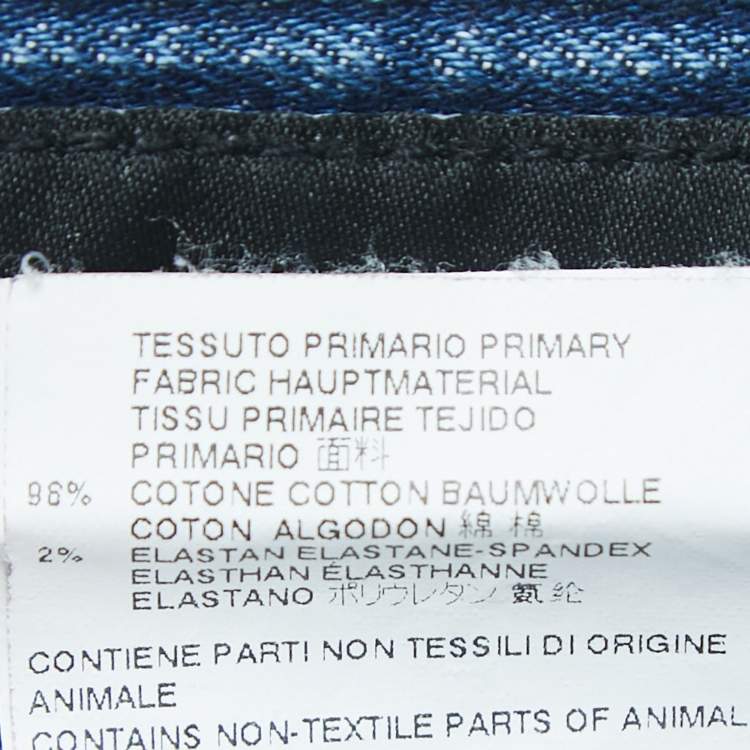 TESSUTO PRIMARIO PRIMARY
FABRIC HAUPTMATERIAL
TISSU PRIMAIRE TEJIDO
PRIMARIO 面料
98% COTONE COTTON BAUMWOLLE
COTON ALGODON 綿 棉
2% ELASTAN ELASTANE-SPANDEX
ELASTHAN ÉLASTHANNE
ELASTANO ポリウレタン 氨纶
CONTIENE PARTI NON TESSILI DI ORIGINE
ANIMALE
CONTAINS NON-TEXTILE PARTS OF ANIMAL